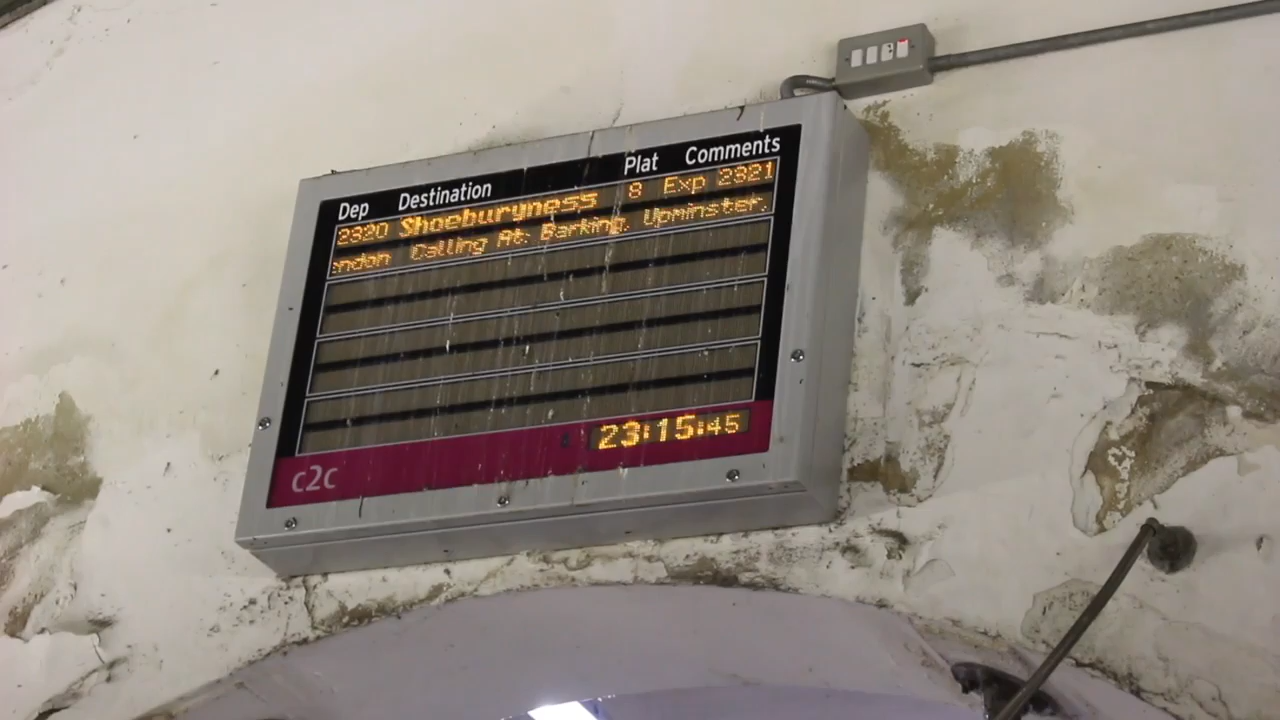 Dep Destination Plat Comments
2320 Shoeburyness 8 Exp 2321
ndon Calling At: Barking, Upminster,
23:15:45
c2c